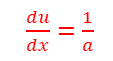 du/dx = 1/a